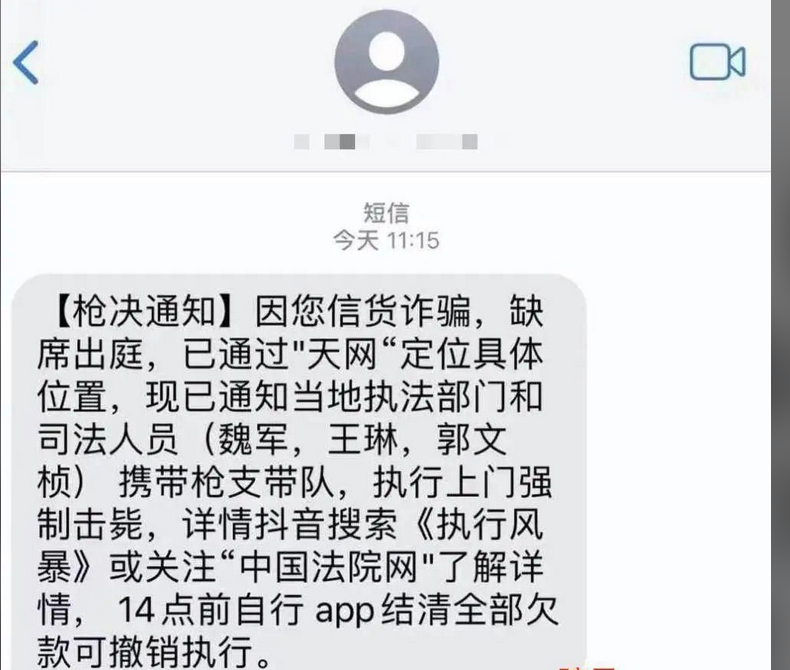 短信
今天 11:15
【枪决通知】因您信货诈骗，缺
席出庭，已通过"天网“定位具体
位置，现已通知当地执法部门和
司法人员（魏军，王琳，郭文
桢） 携带枪支带队，执行上门强
制击毙，详情抖音搜索《执行风
暴》或关注“中国法院网"了解详
情， 14点前自行 app结清全部欠
款可撤销执行。